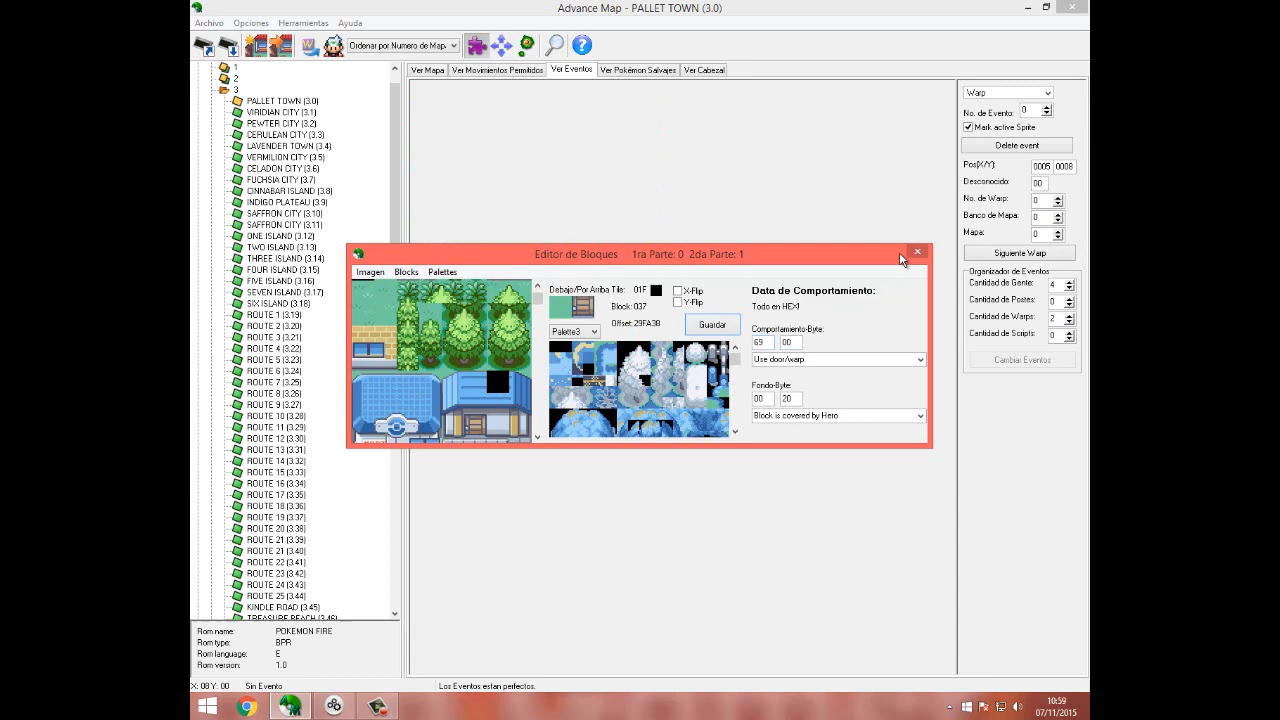 Advance Map - PALLET TOWN (3.0)
Archivo Opciones Herramientas Ayuda
Ordenar por Numero de Map
Ver Mapa Ver Movimientos Permitidos Ver Eventos Ver Pokémon Salvajes Ver Cabezal
1
2
3
PALLET TOWN (3.0)
VIRIDIAN CITY (3.1)
PEWTER CITY (3.2)
CERULEAN CITY (3.3)
LAVENDER TOWN (3.4)
VERMILION CITY (3.5)
CELADON CITY (3.6)
FUCHSIA CITY (3.7)
CINNABAR ISLAND (3.8)
INDIGO PLATEAU (3.9)
SAFFRON CITY (3.10)
SAFFRON CITY (3.11)
ONE ISLAND (3.12)
TWO ISLAND (3.13)
THREE ISLAND (3.14)
FOUR ISLAND (3.15)
FIVE ISLAND (3.16)
SEVEN ISLAND (3.17)
SIX ISLAND (3.18)
ROUTE 1 (3.19)
ROUTE 2 (3.20)
ROUTE 3 (3.21)
ROUTE 4 (3.22)
ROUTE 5 (3.23)
ROUTE 6 (3.24)
ROUTE 7 (3.25)
ROUTE 8 (3.26)
ROUTE 9 (3.27)
ROUTE 10 (3.28)
ROUTE 11 (3.29)
ROUTE 12 (3.30)
ROUTE 13 (3.31)
ROUTE 14 (3.32)
ROUTE 15 (3.33)
ROUTE 16 (3.34)
ROUTE 17 (3.35)
ROUTE 18 (3.36)
ROUTE 19 (3.37)
ROUTE 20 (3.38)
ROUTE 21 (3.39)
ROUTE 21 (3.40)
ROUTE 22 (3.41)
ROUTE 23 (3.42)
ROUTE 24 (3.43)
ROUTE 25 (3.44)
KINDLE ROAD (3.45)
TREASURE BEACH (3.46)
Rom name: POKEMON FIRE
Rom type: BPR
Rom language: E
Rom version: 1.0
X: 08 Y: 00 Sin Evento Los Eventos estan perfectos.
Editor de Bloques 1ra Parte: 0 2da Parte: 1
Imagen Blocks Palettes
Debajo/Por Arriba Tile: 01F
X-Flip
Y-Flip
Block: 037
Offset: 29FA38
Palette3
Guardar
Data de Comportamiento:
Todo en HEX!
Comportamiento-Byte:
69 00
Use door/warp
Fondo-Byte:
00 20
Block is covered by Hero
Warp
No. de Evento: 0
Mark active Sprite
Delete event
Pos(X/Y): 0005 0008
Desconocido: 00
No. de Warp: 0
Banco de Mapa: 0
Mapa: 0
Siguiente Warp
Organizador de Eventos
Cantidad de Gente: 4
Cantidad de Postes: 0
Cantidad de Warps: 2
Cantidad de Scripts: 0
Cambiar Eventos
10:59
07/11/2015